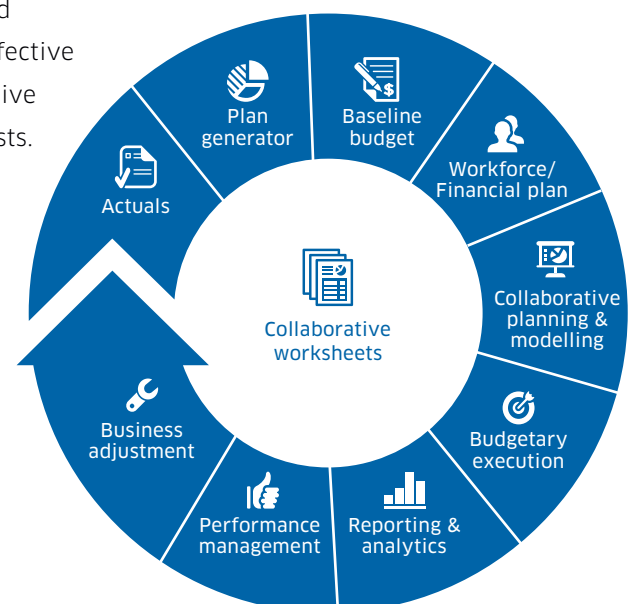 Plan
generator
Baseline
budget
Workforce/
Financial plan
Collaborative
planning &
modelling
Budgetary
execution
Reporting &
analytics
Performance
management
Business
adjustment
Actuals
$
Collaborative
worksheets